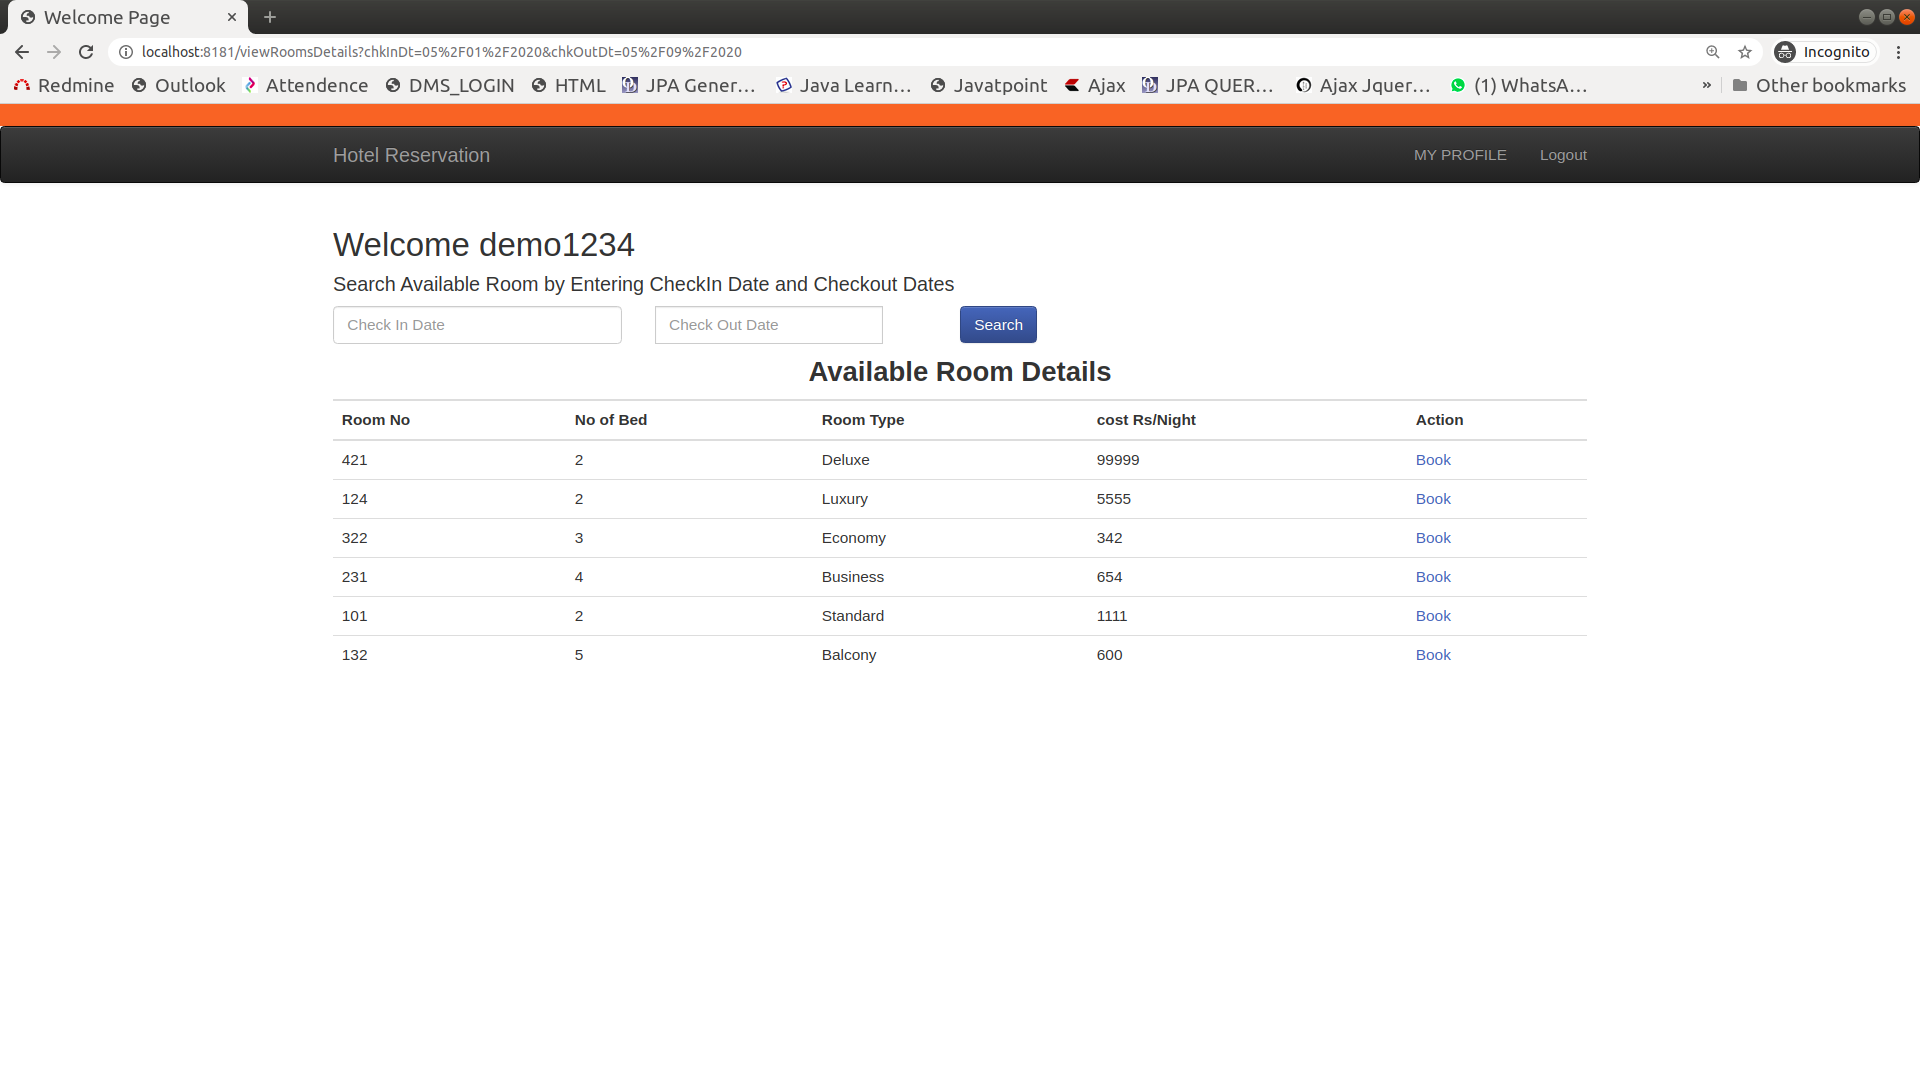 Welcome Page
localhost:8181/viewRoomsDetails?chkInDt=05%2F01%2F2020&chkOutDt=05%2F09%2F2020
Incognito
Redmine Outlook Attendence DMS_LOGIN HTML JPA Gener... Java Learn... Javatpoint Ajax JPA QUER... Ajax Jquer... (1) WhatsA... » Other bookmarks
Hotel Reservation MY PROFILE Logout
Welcome demo1234
Search Available Room by Entering CheckIn Date and Checkout Dates
Check In Date Check Out Date Search
Available Room Details
Room No No of Bed Room Type cost Rs/Night Action
421 2 Deluxe 99999 Book
124 2 Luxury 5555 Book
322 3 Economy 342 Book
231 4 Business 654 Book
101 2 Standard 1111 Book
132 5 Balcony 600 Book